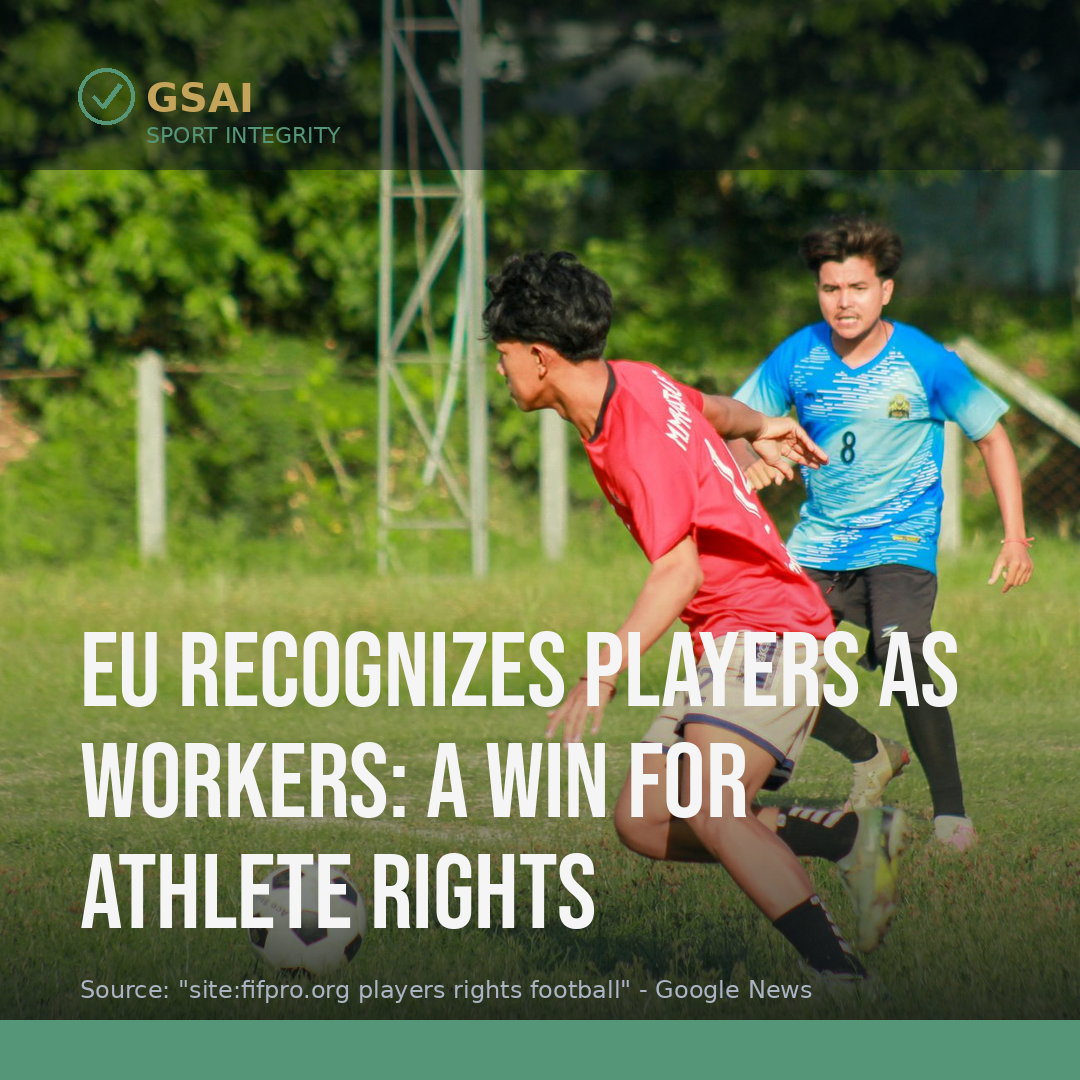 GSAI
SPORT INTEGRITY
8
EU RECOGNIZES PLAYERS AS
WORKERS: A WIN FOR
ATHLETE RIGHTS
Source: "site:fifpro.org players rights football" - Google News